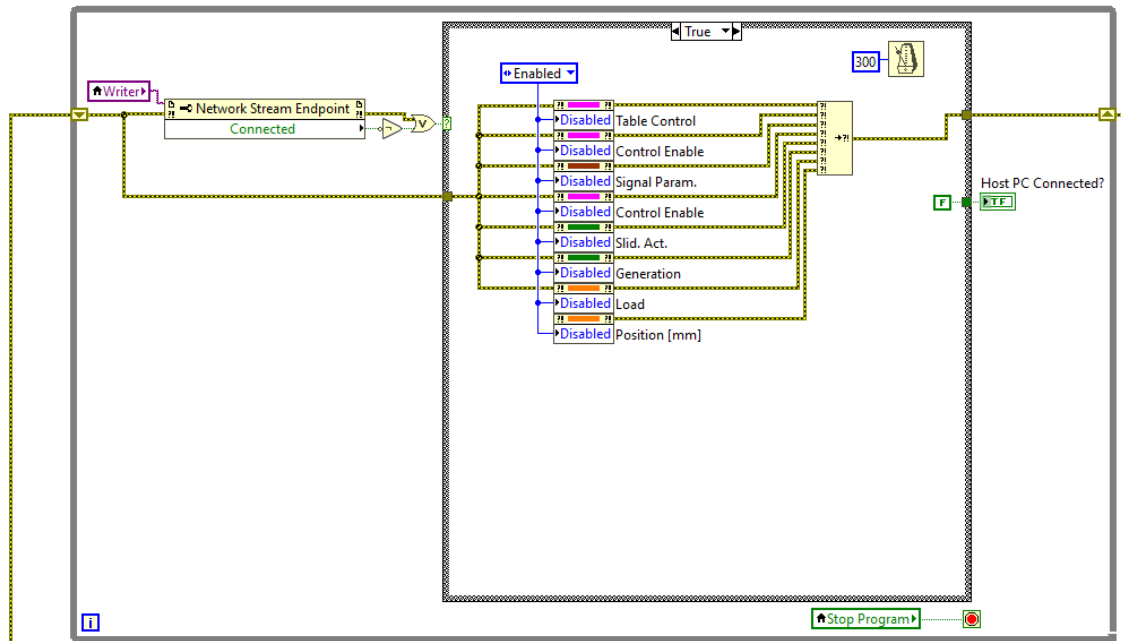 True
300
Enabled
Writer
Network Stream Endpoint
Connected
Disabled Table Control
Disabled Control Enable
Disabled Signal Param.
Disabled Control Enable
Disabled Slid. Act.
Disabled Generation
Disabled Load
Disabled Position [mm]
Host PC Connected?
F
TF
i
Stop Program